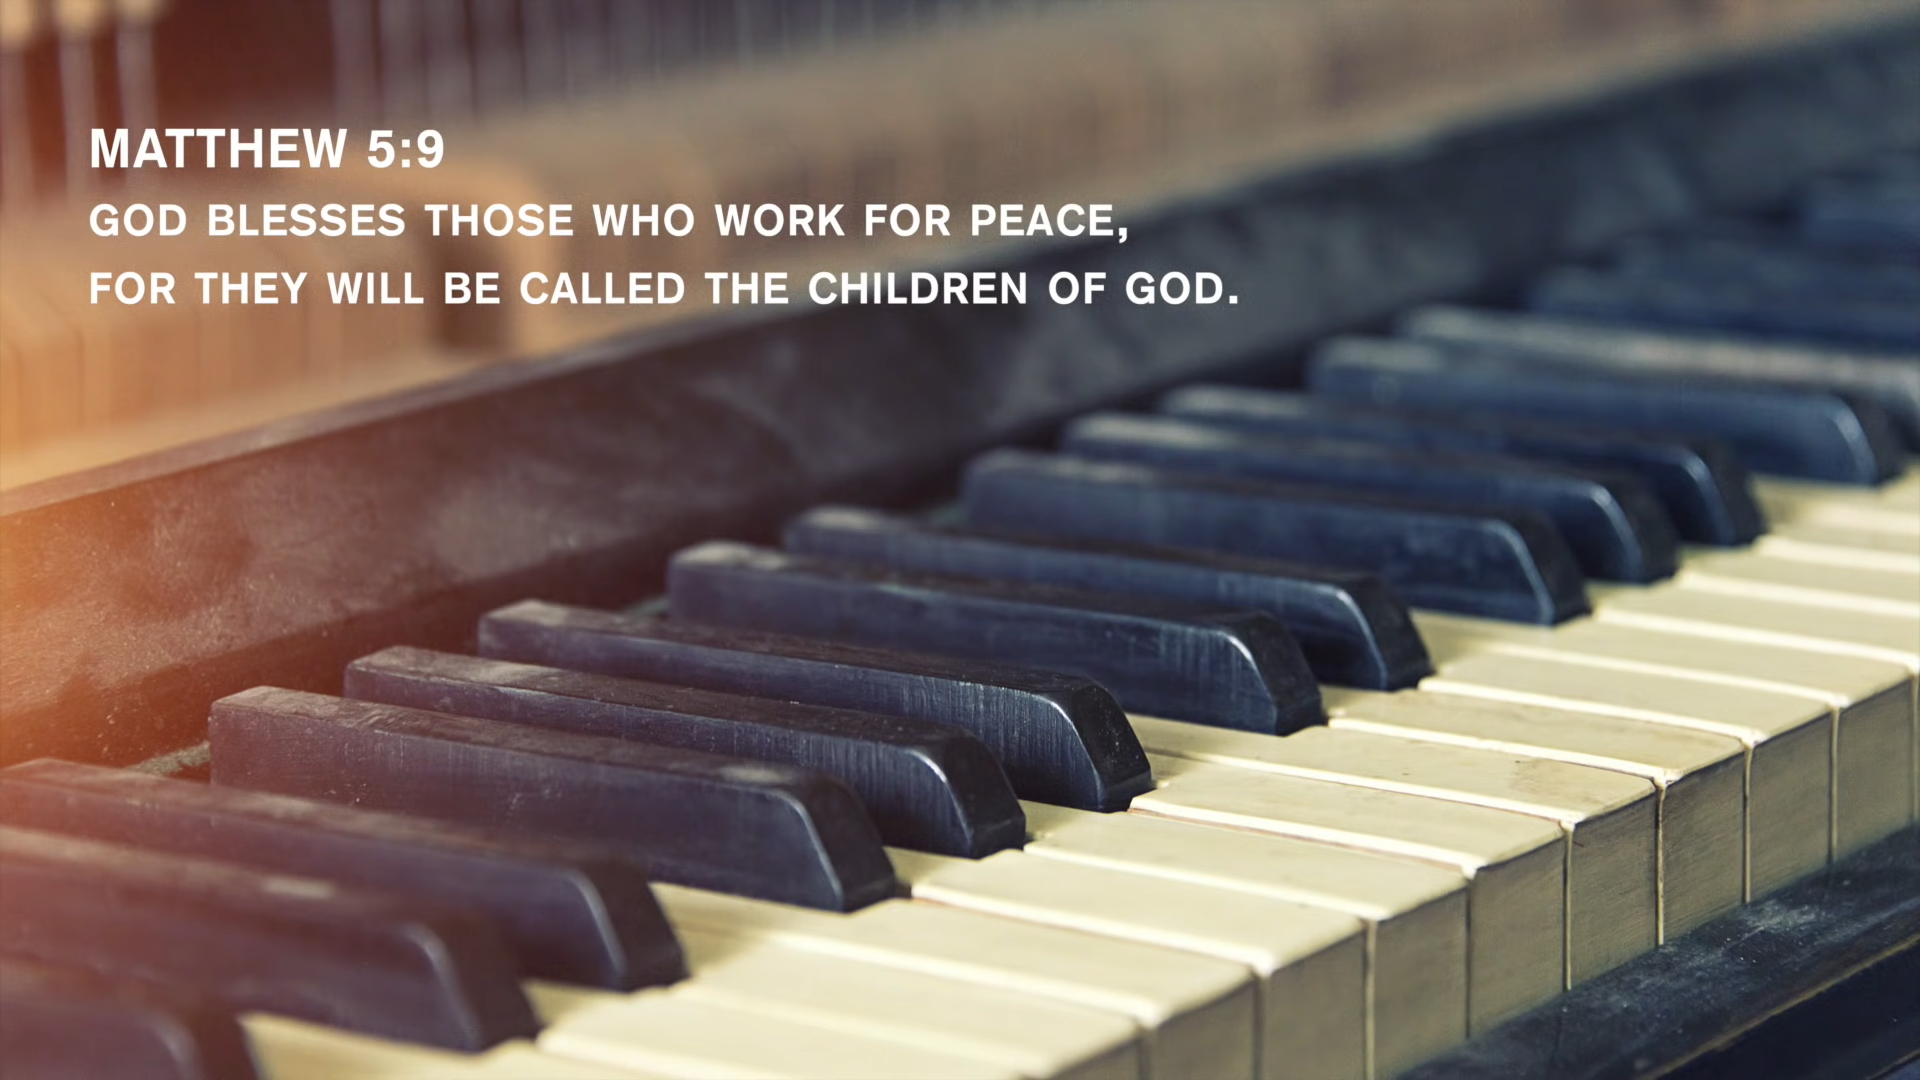 MATTHEW 5:9
GOD BLESSES THOSE WHO WORK FOR PEACE,
FOR THEY WILL BE CALLED THE CHILDREN OF GOD.